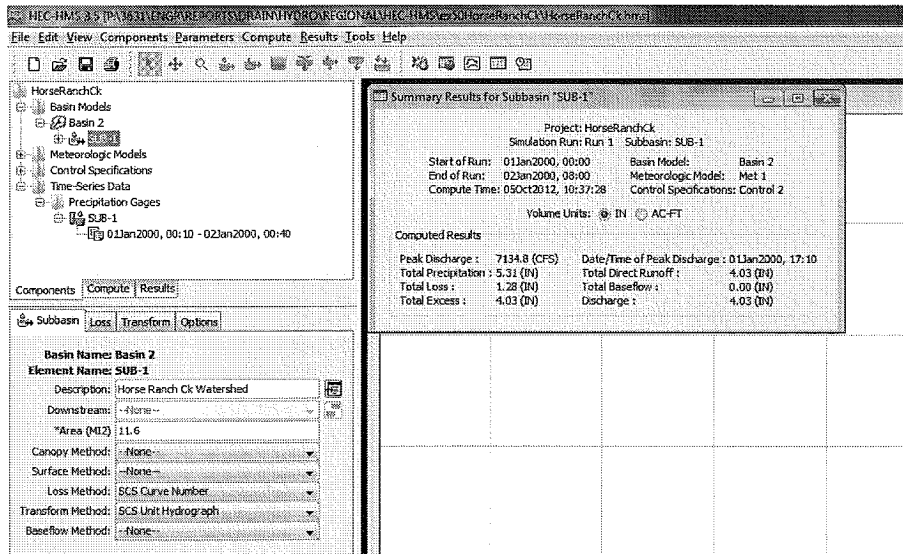 HEC-HMS 3.5 [P:\3631\ENGR\REPORTS\DRAIN\HYDRO\REGIONAL\HEC-HMS\ex50HorseRanchCk\HorseRanchCk.hms]
File Edit View Components Parameters Compute Results Tools Help
HorseRanchCk
Basin Models
Basin 2
SUB-1
Meteorologic Models
Control Specifications
Time-Series Data
Precipitation Gages
SUB-1
01Jan2000, 00:10 - 02Jan2000, 00:40
Components Compute Results
Subbasin Loss Transform Options
Basin Name: Basin 2
Element Name: SUB-1
Description: Horse Ranch Ck Watershed
Downstream: --None--
*Area (MI2) 11.6
Canopy Method: --None--
Surface Method: --None--
Loss Method: SCS Curve Number
Transform Method: SCS Unit Hydrograph
Baseflow Method: --None--
Summary Results for Subbasin "SUB-1"
Project: HorseRanchCk
Simulation Run: Run 1 Subbasin: SUB-1
Start of Run: 01Jan2000, 00:00 Basin Model: Basin 2
End of Run: 02Jan2000, 08:00 Meteorologic Model: Met 1
Compute Time: 05Oct2012, 10:37:28 Control Specifications: Control 2
Volume Units: IN AC-FT
Computed Results
Peak Discharge : 7134.8 (CFS) Date/Time of Peak Discharge : 01Jan2000, 17:10
Total Precipitation : 5.31 (IN) Total Direct Runoff : 4.03 (IN)
Total Loss : 1.28 (IN) Total Baseflow : 0.00 (IN)
Total Excess : 4.03 (IN) Discharge : 4.03 (IN)